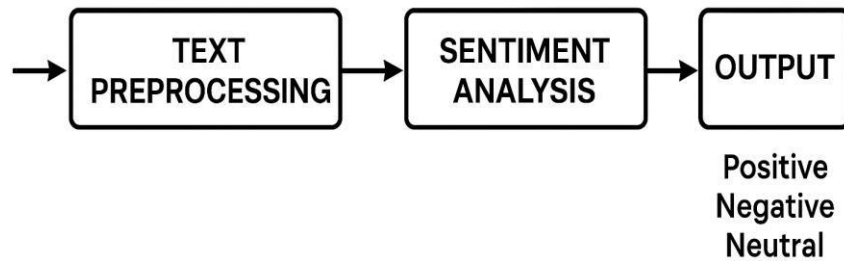 TEXT
PREPROCESSING
SENTIMENT
ANALYSIS
OUTPUT
Positive
Negative
Neutral